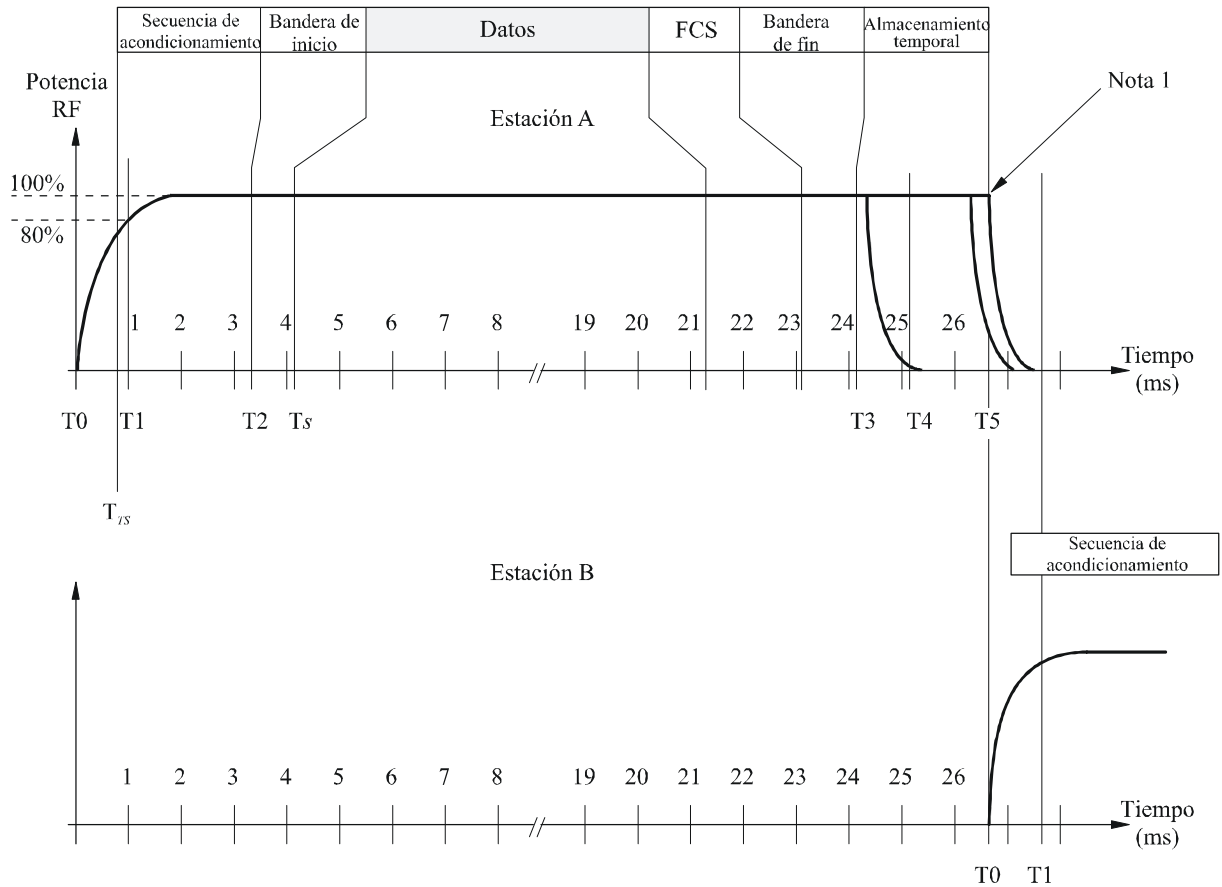 Secuencia de
acondicionamiento
Bandera de
inicio
Datos
FCS
Bandera
de fin
Almacenamiento
temporal
Potencia
RF
Estación A
Nota 1
100%
80%
1 2 3 4 5 6 7 8 19 20 21 22 23 24 25 26
Tiempo
(ms)
T0 T1 T2 Ts T3 T4 T5
T_TS
Secuencia de
acondicionamiento
Estación B
1 2 3 4 5 6 7 8 19 20 21 22 23 24 25 26
Tiempo
(ms)
T0 T1